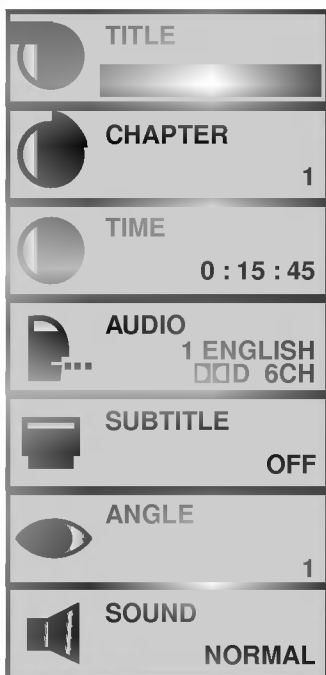 TITLE
CHAPTER
1
TIME
0 : 15 : 45
AUDIO
1 ENGLISH
D 6CH
SUBTITLE
OFF
ANGLE
1
SOUND
NORMAL